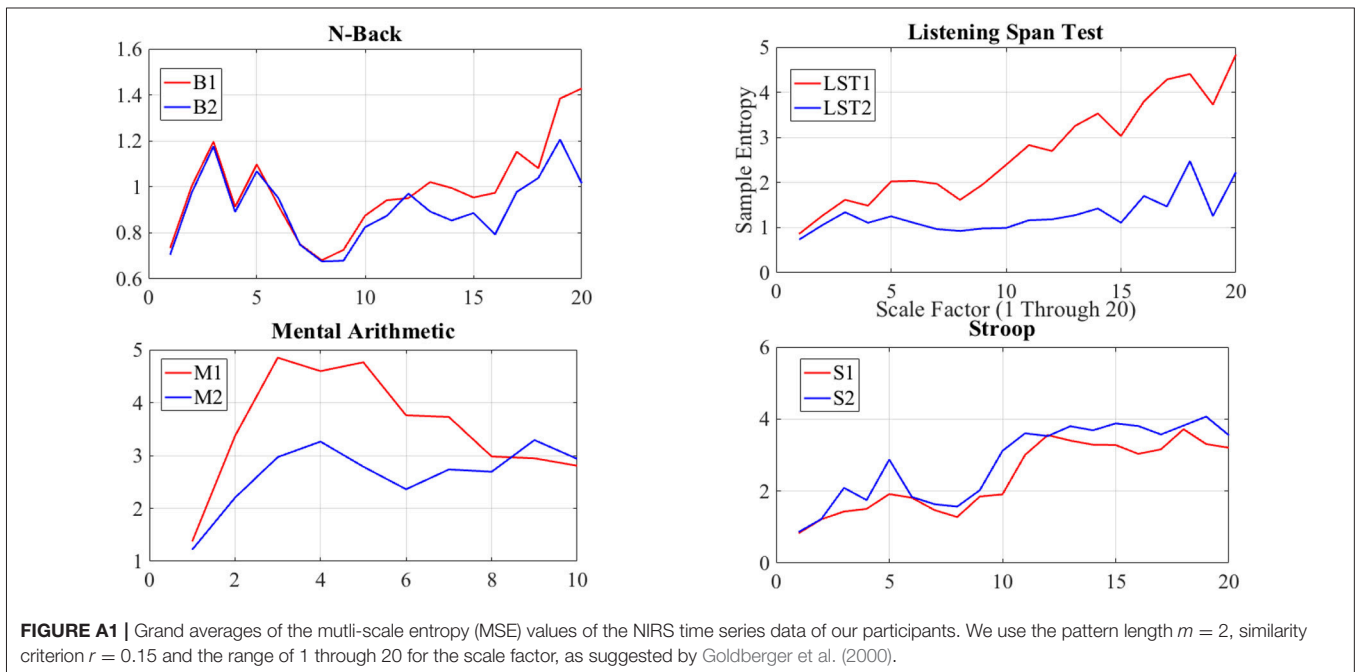 N-Back
1.6
1.4
1.2
1
0.8
0.6
B1
B2
0 5 10 15 20
Listening Span Test
Sample Entropy
5
4
3
2
1
0
LST1
LST2
0 5 10 15 20
Scale Factor (1 Through 20)
Mental Arithmetic
5
4
3
2
1
M1
M2
0 2 4 6 8 10
Stroop
6
4
2
0
S1
S2
0 5 10 15 20
FIGURE A1 | Grand averages of the mutli-scale entropy (MSE) values of the NIRS time series data of our participants. We use the pattern length m = 2, similarity
criterion r = 0.15 and the range of 1 through 20 for the scale factor, as suggested by Goldberger et al. (2000).